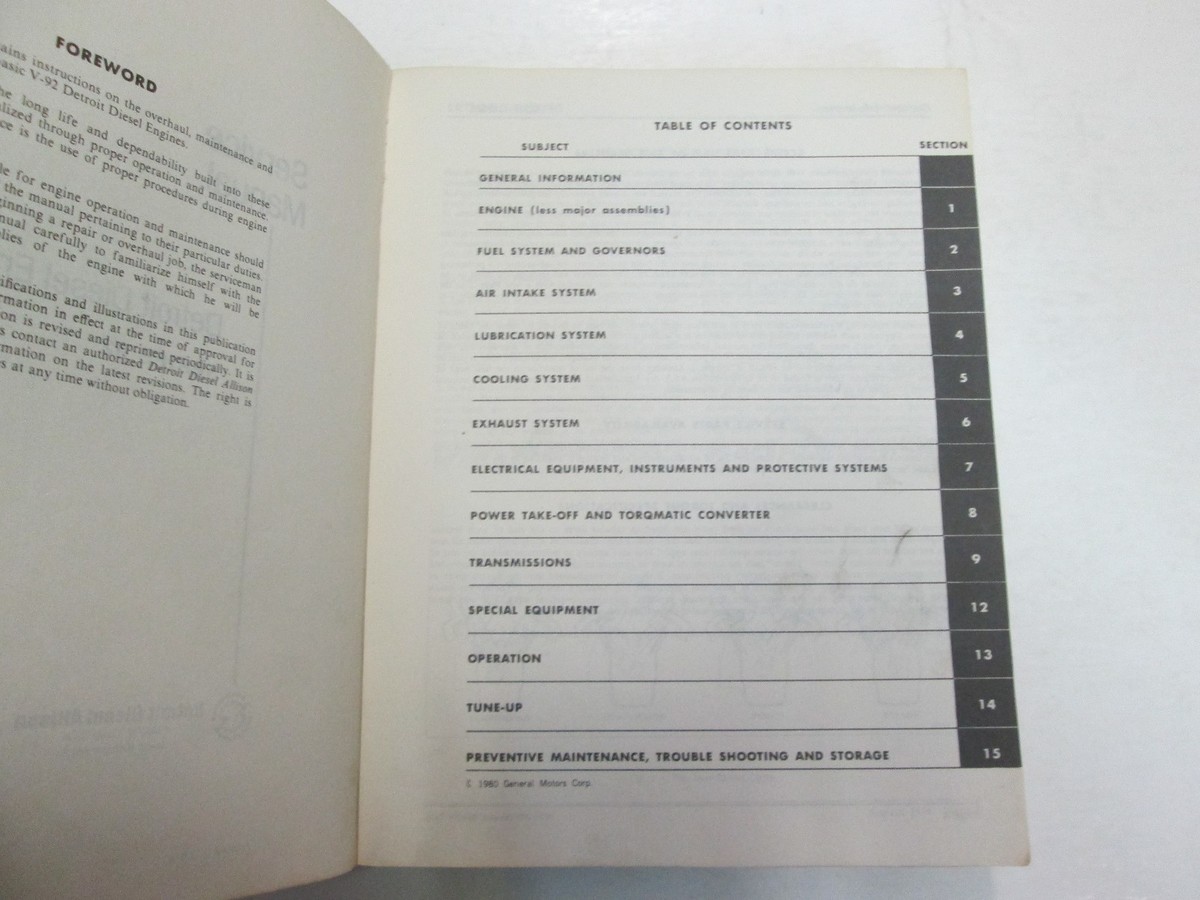 FOREWORD
ains instructions on the overhaul, maintenance and
basic V-92 Detroit Diesel Engines.
he long life and dependability built into these
lized through proper operation and maintenance.
ce is the use of proper procedures during engine
le for engine operation and maintenance should
the manual pertaining to their particular duties.
ginning a repair or overhaul job, the serviceman
nual carefully to familiarize himself with the
lies of the engine with which he will be
ifications and illustrations in this publication
rmation in effect at the time of approval for
on is revised and reprinted periodically. It is
s contact an authorized Detroit Diesel Allison
rmation on the latest revisions. The right is
s at any time without obligation.
TABLE OF CONTENTS
SUBJECT SECTION
GENERAL INFORMATION
ENGINE (less major assemblies) 1
FUEL SYSTEM AND GOVERNORS 2
AIR INTAKE SYSTEM 3
LUBRICATION SYSTEM 4
COOLING SYSTEM 5
EXHAUST SYSTEM 6
ELECTRICAL EQUIPMENT, INSTRUMENTS AND PROTECTIVE SYSTEMS 7
POWER TAKE-OFF AND TORQMATIC CONVERTER 8
TRANSMISSIONS 9
SPECIAL EQUIPMENT 12
OPERATION 13
TUNE-UP 14
PREVENTIVE MAINTENANCE, TROUBLE SHOOTING AND STORAGE 15
© 1980 General Motors Corp.